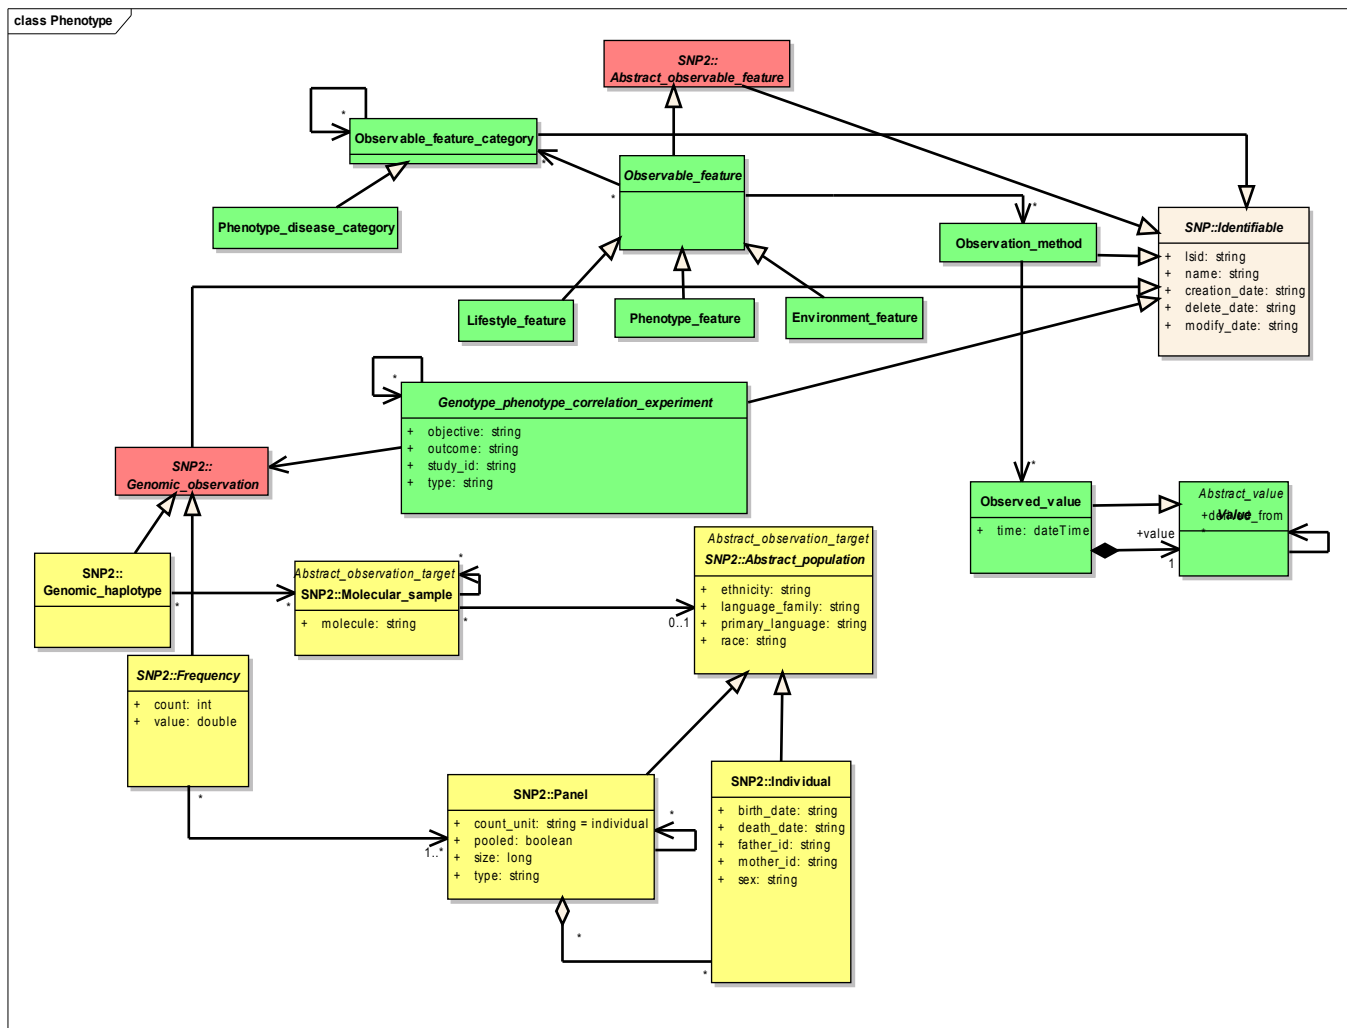 class Phenotype
SNP2::
Abstract_observable_feature
*
Observable_feature_category
*
Observable_feature
*
Phenotype_disease_category
*
Observation_method
SNP::Identifiable
+ lsid: string
+ name: string
+ creation_date: string
+ delete_date: string
+ modify_date: string
Lifestyle_feature
Phenotype_feature
Environment_feature
*
Genotype_phenotype_correlation_experiment
+ objective: string
+ outcome: string
+ study_id: string
+ type: string
SNP2::
Genomic_observation
*
Observed_value
+ time: dateTime
Abstract_value
Value
+derived_from
*
+value
1
SNP2::
Genomic_haplotype
*
*
*
Abstract_observation_target
SNP2::Molecular_sample
+ molecule: string
*
0..1
Abstract_observation_target
SNP2::Abstract_population
+ ethnicity: string
+ language_family: string
+ primary_language: string
+ race: string
SNP2::Frequency
+ count: int
+ value: double
*
1..*
SNP2::Panel
+ count_unit: string = individual
+ pooled: boolean
+ size: long
+ type: string
*
*
*
SNP2::Individual
+ birth_date: string
+ death_date: string
+ father_id: string
+ mother_id: string
+ sex: string